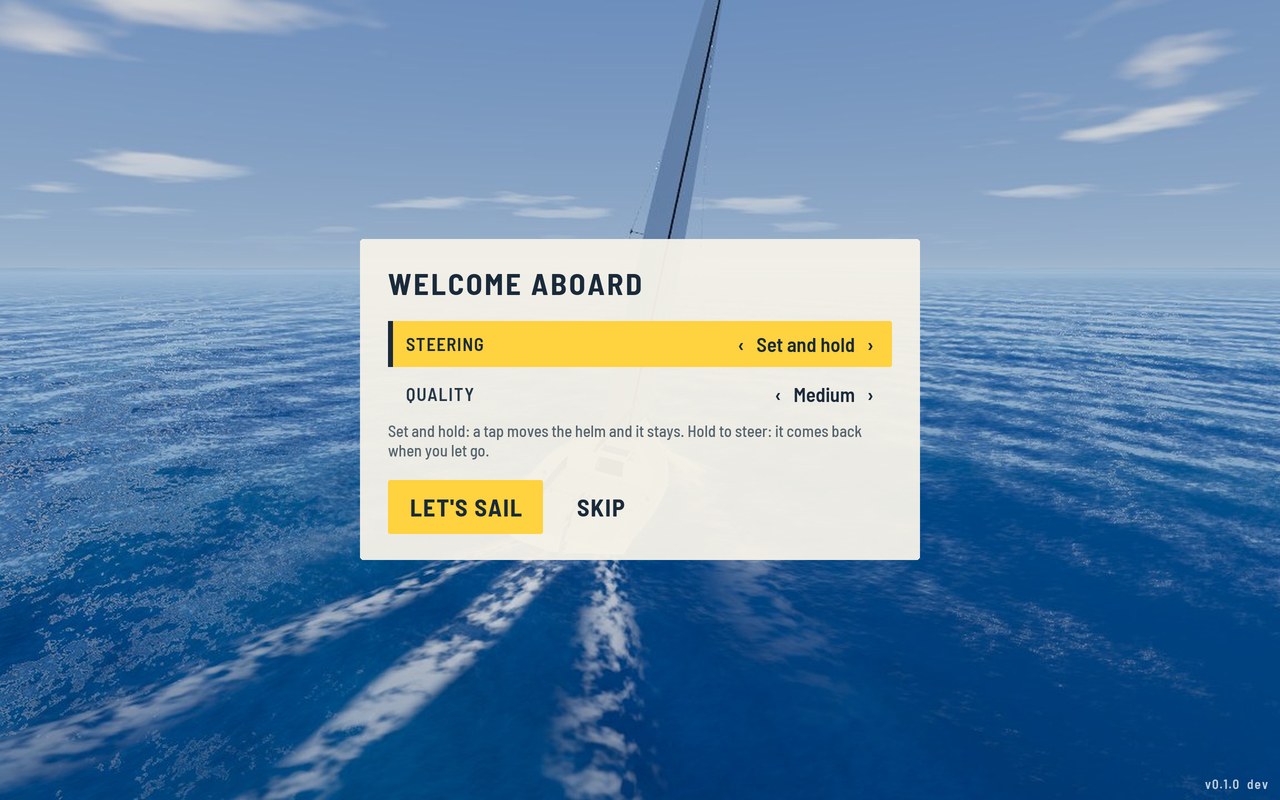 WELCOME ABOARD
STEERING ‹ Set and hold ›
QUALITY ‹ Medium ›
Set and hold: a tap moves the helm and it stays. Hold to steer: it comes back
when you let go.
LET'S SAIL SKIP
v0.1.0 dev